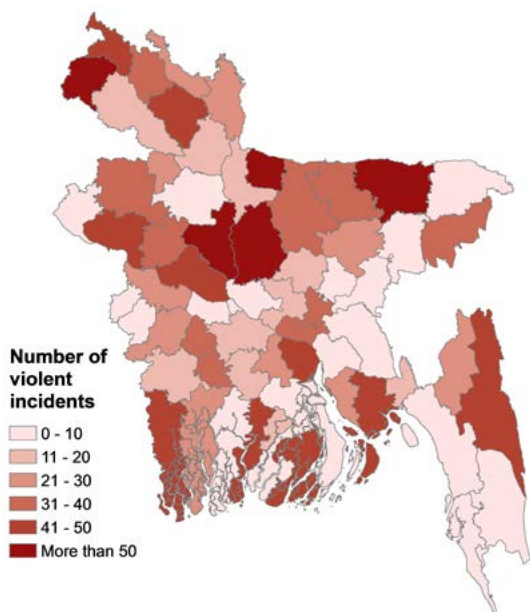 Number of
violent
incidents
0 - 10
11 - 20
21 - 30
31 - 40
41 - 50
More than 50